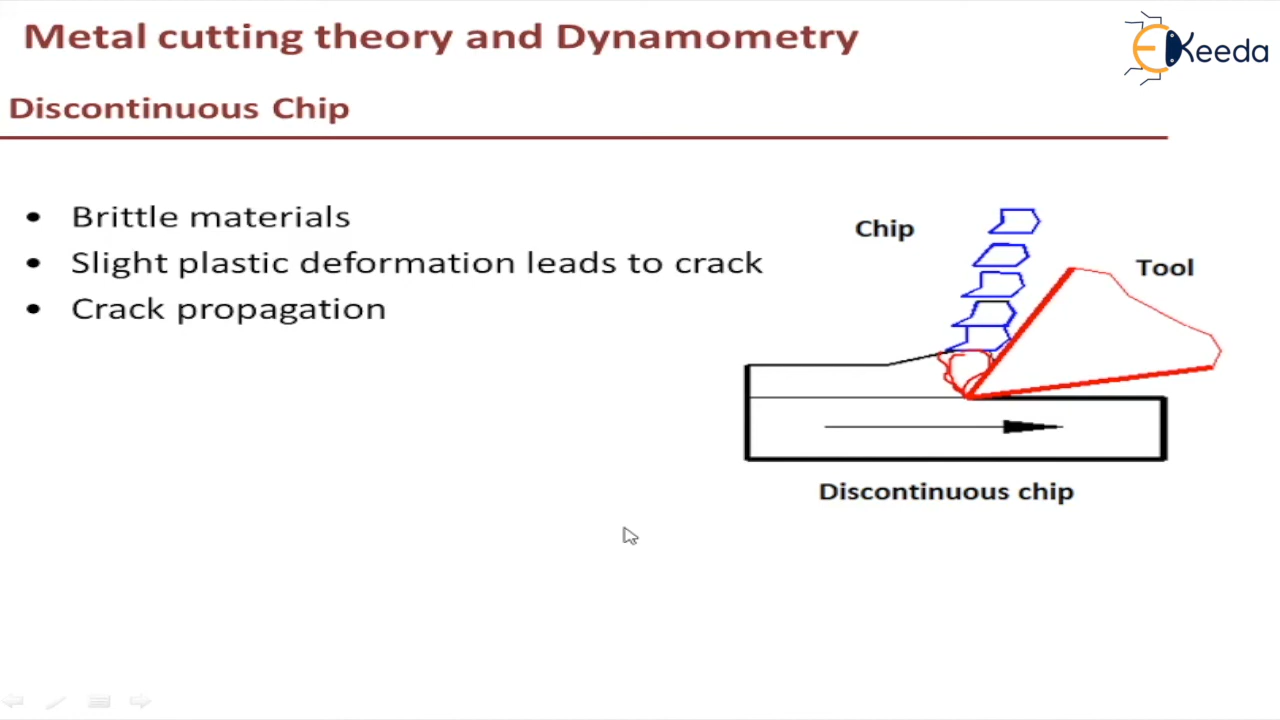 Metal cutting theory and Dynamometry
EKeeda
Discontinuous Chip
• Brittle materials
• Slight plastic deformation leads to crack
• Crack propagation
Chip
Tool
Discontinuous chip